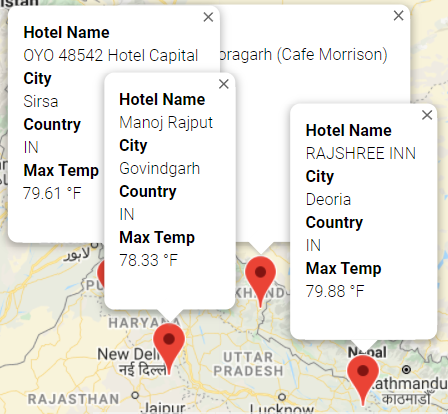 Hotel Name
OYO 48542 Hotel Capital
City
Sirsa
Country
IN
Max Temp
79.61 °F
oragarh (Cafe Morrison)
Hotel Name
Manoj Rajput
City
Govindgarh
Country
IN
Max Temp
78.33 °F
Hotel Name
RAJSHREE INN
City
Deoria
Country
IN
Max Temp
79.88 °F
لاہور
PU
KHAND
HARYANA
New Delhi
नई दिल्ली
UTTAR
PRADESH
Nepal
Kathmandu
काठमाडौं
RAJASTHAN
Jaipur
Lucknow